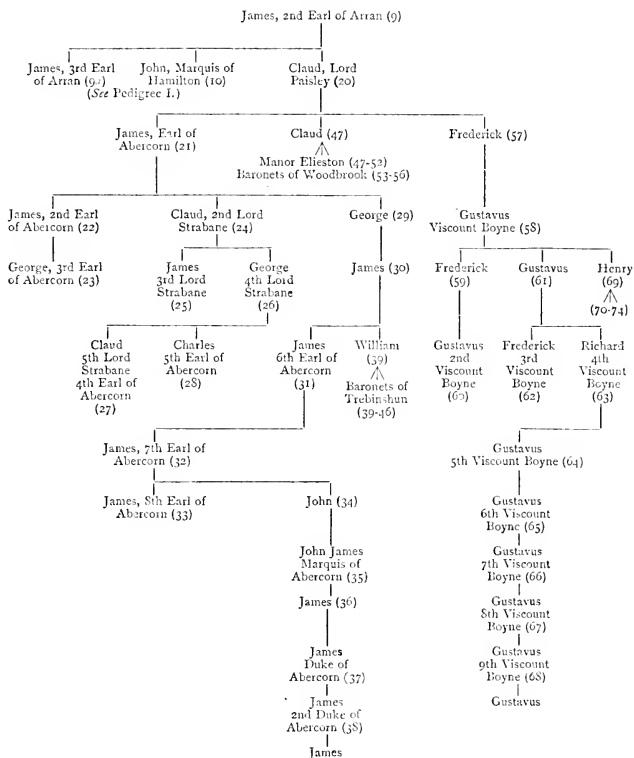 James, 2nd Earl of Arran (9)
James, 3rd Earl
of Arran (9a)
John, Marquis of
Hamilton (10)
(See Pedigree I.)
Claud, Lord
Paisley (20)
James, Earl of
Abercorn (21)
Claud (47)
Manor Elieston (47-52)
Baronets of Woodbrook (53-56)
Frederick (57)
James, 2nd Earl
of Abercorn (22)
Claud, 2nd Lord
Strabane (24)
George (29)
Gustavus
Viscount Boyne (58)
George, 3rd Earl
of Abercorn (23)
James
3rd Lord
Strabane
(25)
George
4th Lord
Strabane
(26)
James (30)
Frederick
(59)
Gustavus
(61)
Henry
(69)
(70-74)
Claud
5th Lord
Strabane
4th Earl of
Abercorn
(27)
Charles
5th Earl of
Abercorn
(28)
James
6th Earl of
Abercorn
(31)
William
(39)
Baronets of
Trebinshun
(39-46)
Gustavus
2nd
Viscount
Boyne
(60)
Frederick
3rd
Viscount
Boyne
(62)
Richard
4th
Viscount
Boyne
(63)
James, 7th Earl of
Abercorn (32)
Gustavus
5th Viscount Boyne (64)
James, 8th Earl of
Abercorn (33)
John (34)
Gustavus
6th Viscount
Boyne (65)
John James
Marquis of
Abercorn (35)
Gustavus
7th Viscount
Boyne (66)
James (36)
Gustavus
8th Viscount
Boyne (67)
James
Duke of
Abercorn (37)
Gustavus
9th Viscount
Boyne (68)
James
2nd Duke of
Abercorn (38)
Gustavus
James